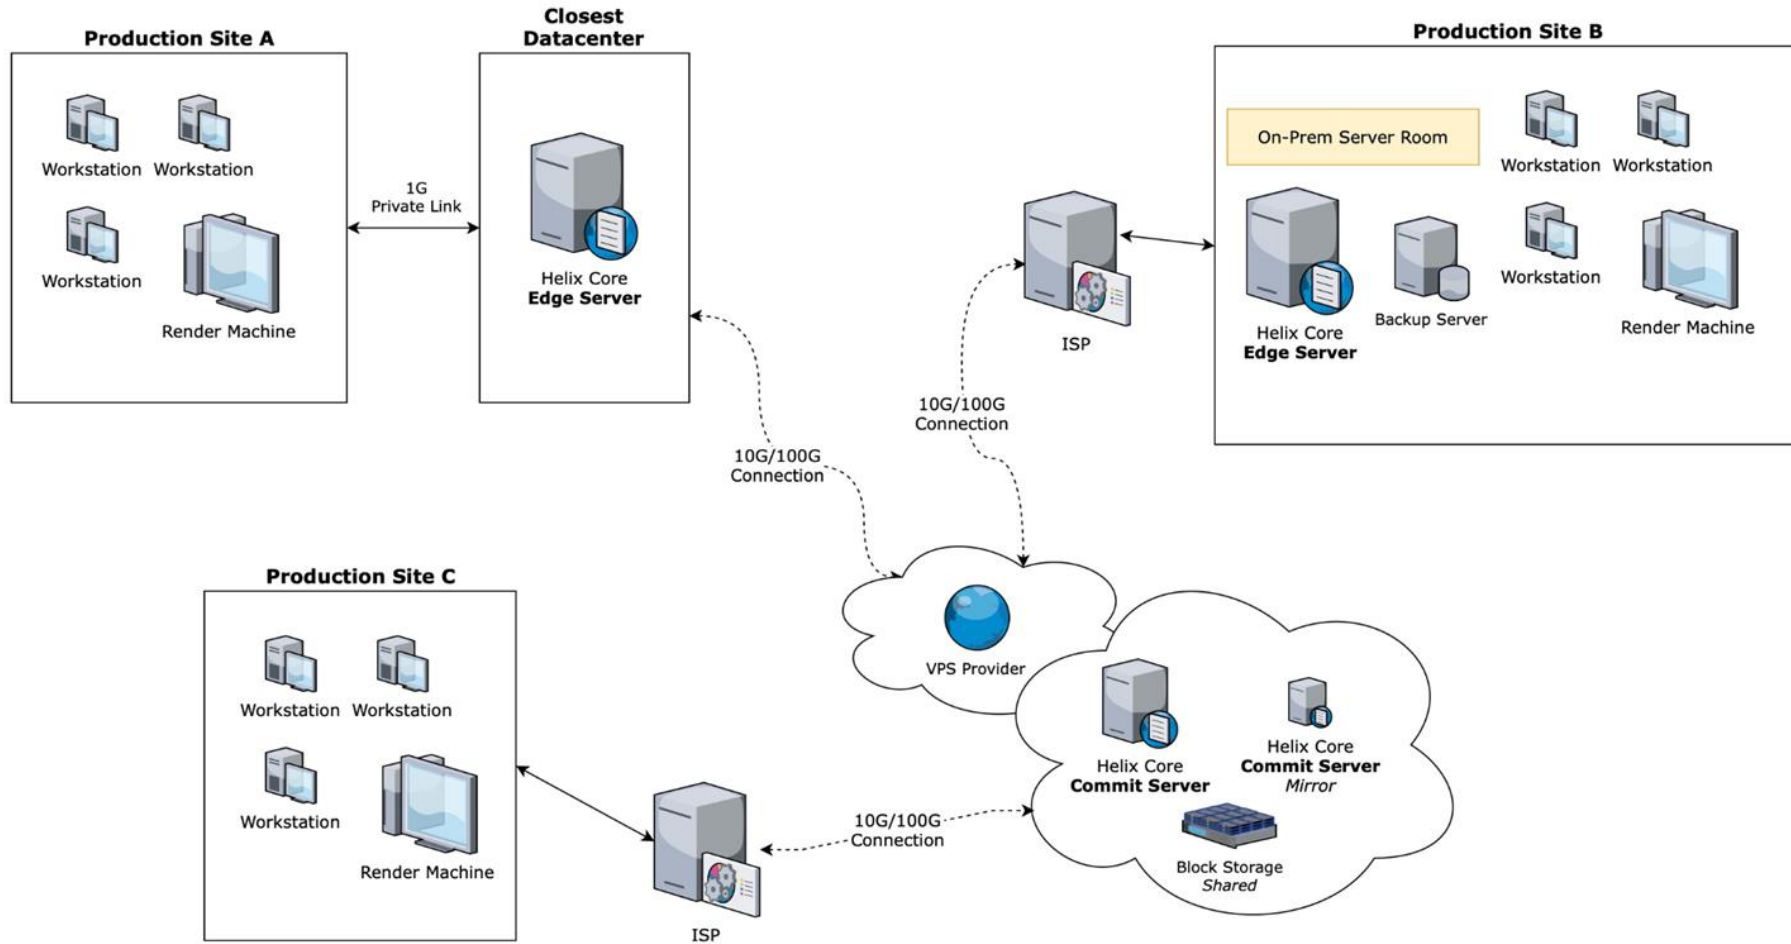 Production Site A
Workstation
Workstation
Workstation
Render Machine
1G
Private Link
Closest
Datacenter
Helix Core
Edge Server
10G/100G
Connection
ISP
10G/100G
Connection
Production Site B
On-Prem Server Room
Helix Core
Edge Server
Backup Server
Workstation
Workstation
Workstation
Render Machine
Production Site C
Workstation
Workstation
Workstation
Render Machine
ISP
10G/100G
Connection
VPS Provider
Helix Core
Commit Server
Helix Core
Commit Server
Mirror
Block Storage
Shared